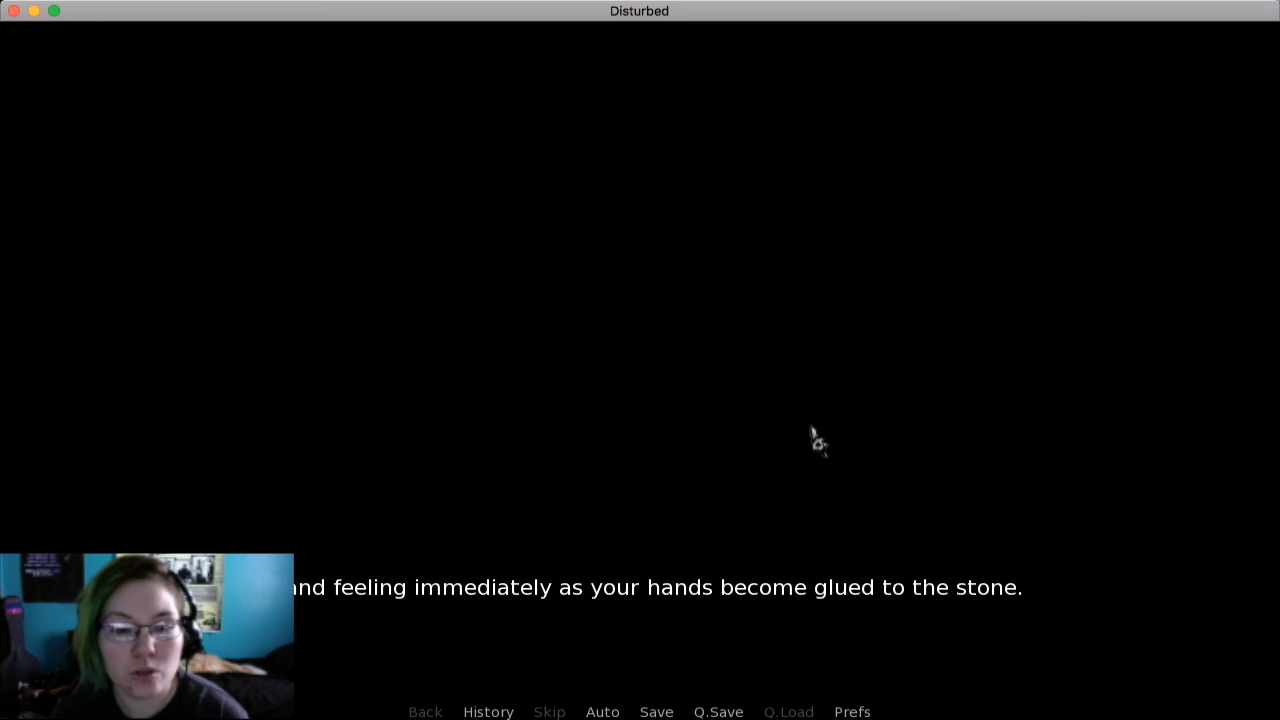 Disturbed
and feeling immediately as your hands become glued to the stone.
Back History Skip Auto Save Q.Save Q.Load Prefs